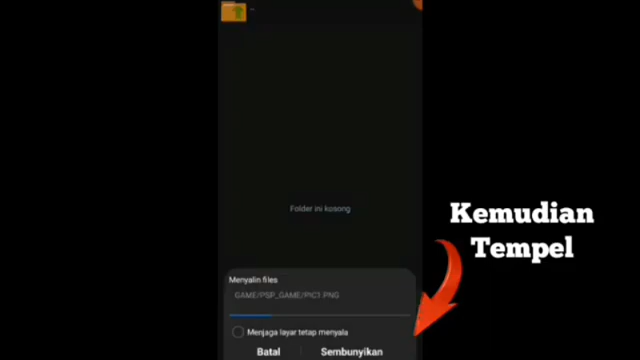 Folder ini kosong
Kemudian
Tempel
Menyalin files
GAME/PSP_GAME/PIC1.PNG
Menjaga layar tetap menyala
Batal
Sembunyikan